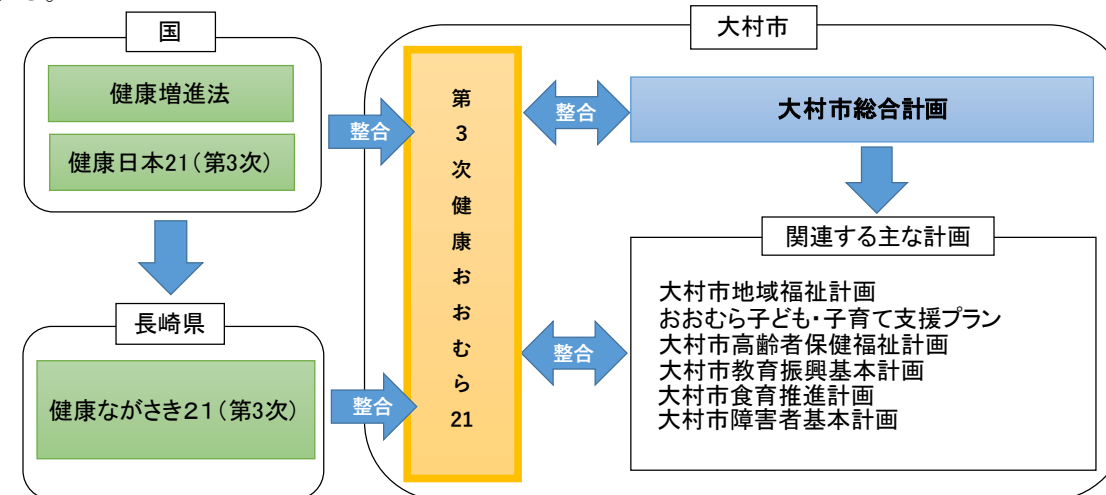 る。
国
健康増進法
健康日本21(第3次)
長崎県
健康ながさき21(第3次)
整合
整合
大村市
第3次健康おおむら21
整合
大村市総合計画
整合
関連する主な計画
大村市地域福祉計画
おおむら子ども・子育て支援プラン
大村市高齢者保健福祉計画
大村市教育振興基本計画
大村市食育推進計画
大村市障害者基本計画